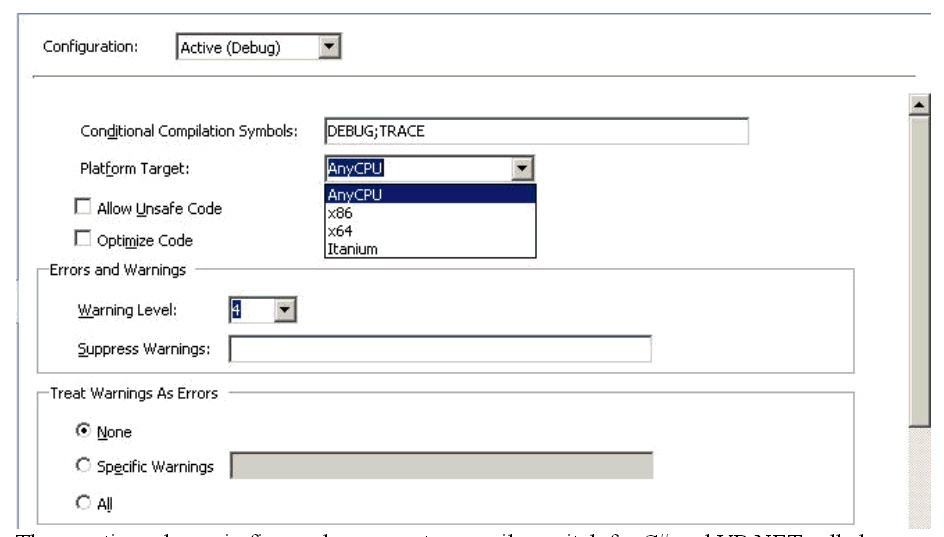 Configuration: Active (Debug)
Conditional Compilation Symbols: DEBUG;TRACE
Platform Target: AnyCPU
AnyCPU
x86
x64
Itanium
Allow Unsafe Code
Optimize Code
Errors and Warnings
Warning Level: 4
Suppress Warnings:
Treat Warnings As Errors
None
Specific Warnings
All